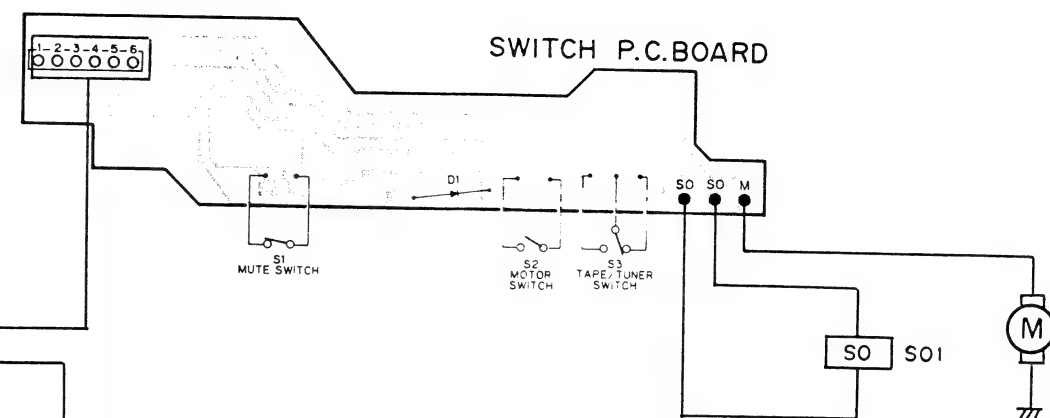 SWITCH P.C.BOARD
1-2-3-4-5-6
D1
SO SO M
S1
MUTE SWITCH
S2
MOTOR
SWITCH
S3
TAPE/TUNER
SWITCH
SO SO1
M